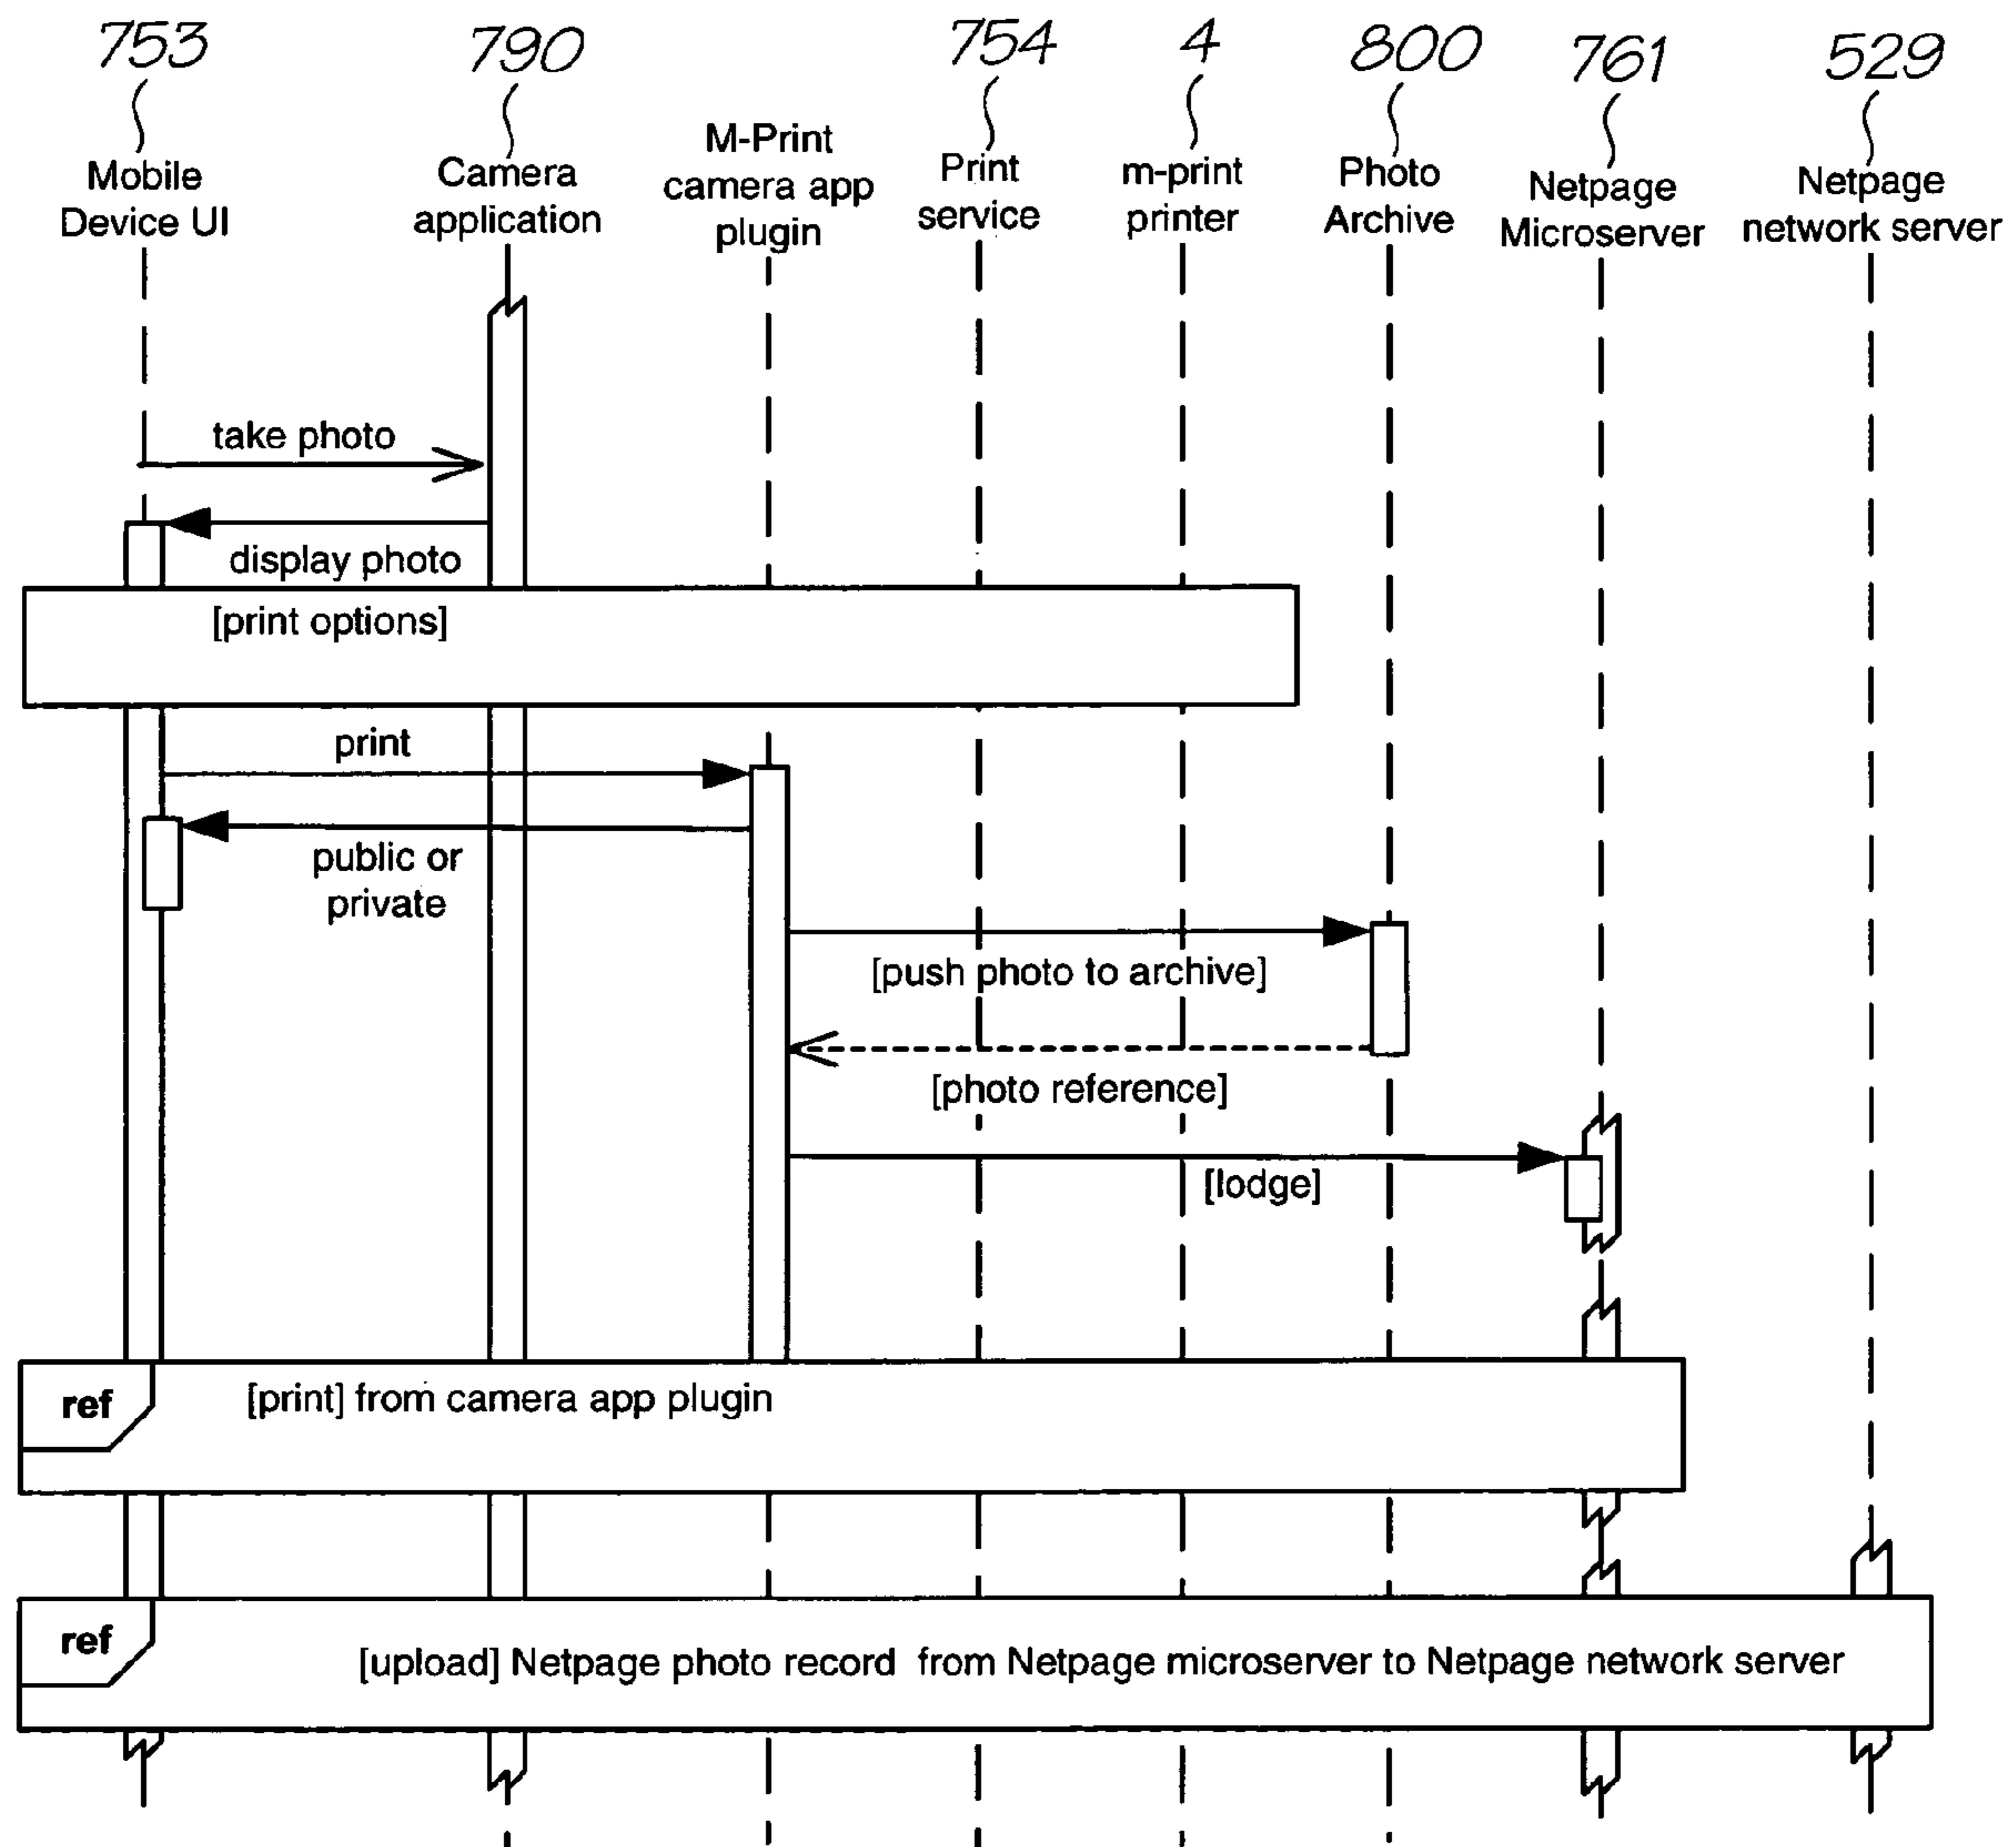 753
790
754
4
800
761
529
Mobile
Device UI
Camera
application
M-Print
camera app
plugin
Print
service
m-print
printer
Photo
Archive
Netpage
Microserver
Netpage
network server
take photo
display photo
[print options]
print
public or
private
[push photo to archive]
[photo reference]
[lodge]
ref
[print] from camera app plugin
ref
[upload] Netpage photo record from Netpage microserver to Netpage network server